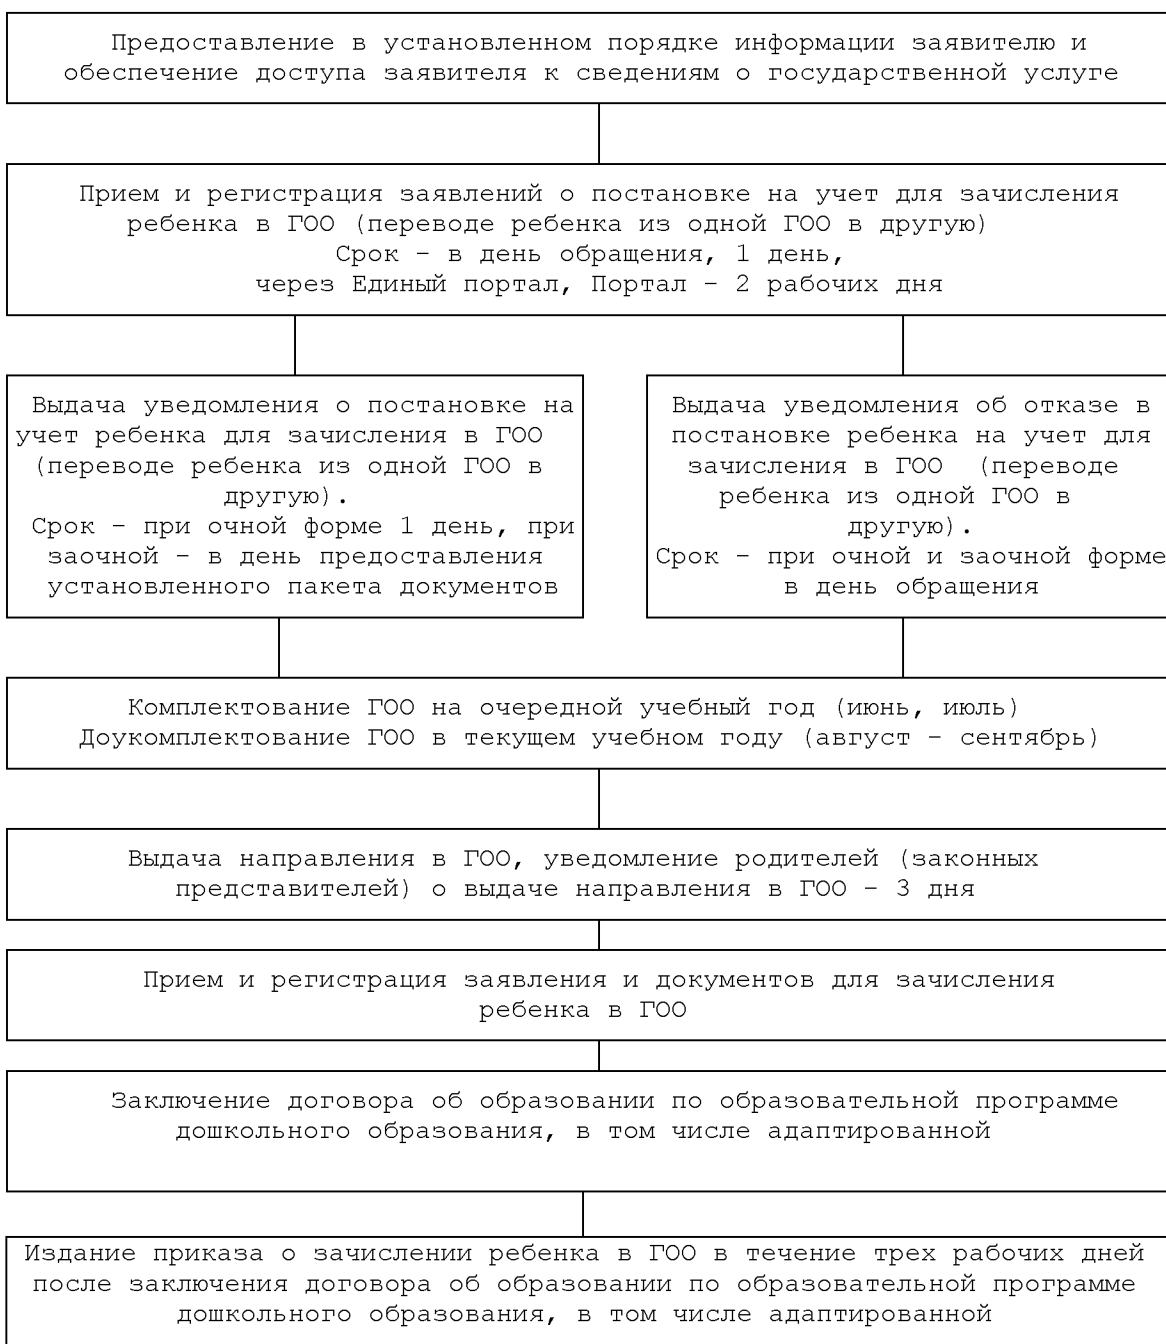 Предоставление в установленном порядке информации заявителю и
обеспечение доступа заявителя к сведениям о государственной услуге
Прием и регистрация заявлений о постановке на учет для зачисления
ребенка в ГОО (переводе ребенка из одной ГОО в другую)
Срок - в день обращения, 1 день,
через Единый портал, Портал - 2 рабочих дня
Выдача уведомления о постановке на
учет ребенка для зачисления в ГОО
(переводе ребенка из одной ГОО в
другую).
Срок - при очной форме 1 день, при
заочной - в день предоставления
установленного пакета документов
Выдача уведомления об отказе в
постановке ребенка на учет для
зачисления в ГОО (переводе
ребенка из одной ГОО в
другую).
Срок - при очной и заочной форме
в день обращения
Комплектование ГОО на очередной учебный год (июнь, июль)
Доукомплектование ГОО в текущем учебном году (август - сентябрь)
Выдача направления в ГОО, уведомление родителей (законных
представителей) о выдаче направления в ГОО - 3 дня
Прием и регистрация заявления и документов для зачисления
ребенка в ГОО
Заключение договора об образовании по образовательной программе
дошкольного образования, в том числе адаптированной
Издание приказа о зачислении ребенка в ГОО в течение трех рабочих дней
после заключения договора об образовании по образовательной программе
дошкольного образования, в том числе адаптированной